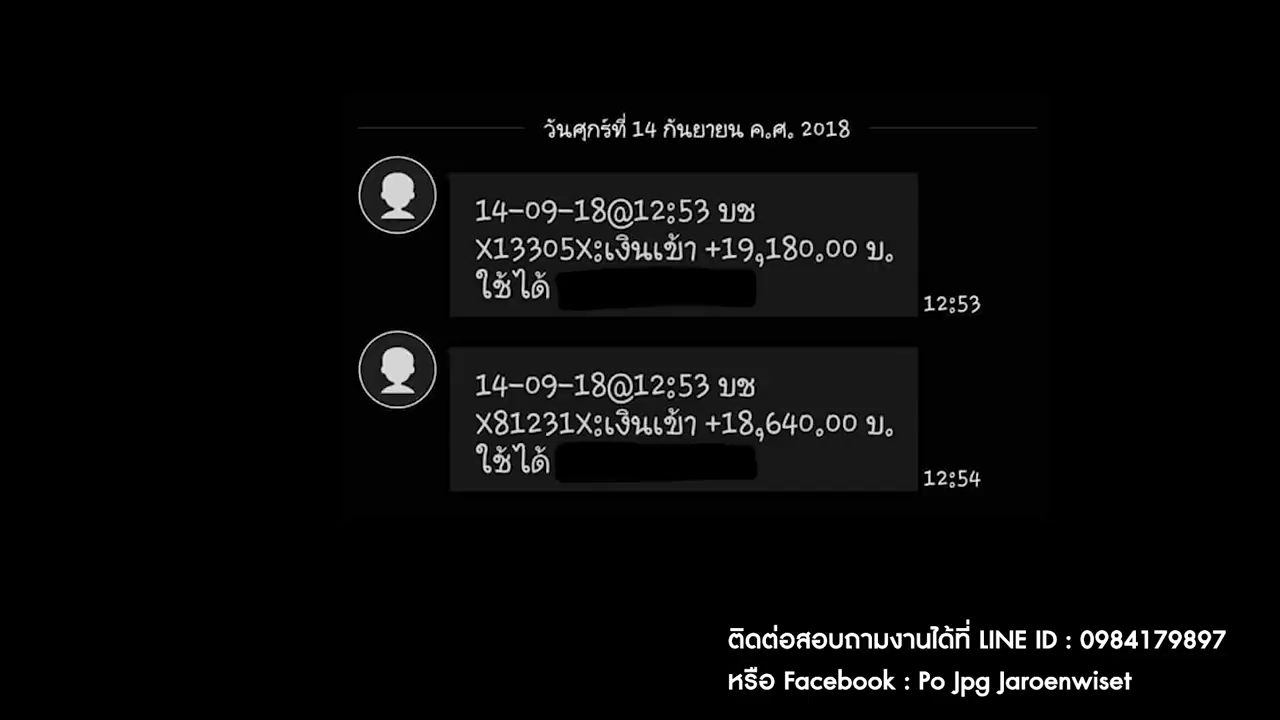 วันศุกร์ที่ 14 กันยายน ค.ศ. 2018
14-09-18@12:53 บช
X13305X:เงินเข้า +19,180.00 บ.
ใช้ได้
12:53
14-09-18@12:53 บช
X81231X:เงินเข้า +18,640.00 บ.
ใช้ได้
12:54
ติดต่อสอบถามงานได้ที่ LINE ID : 0984179897
หรือ Facebook : Po Jpg Jaroenwiset